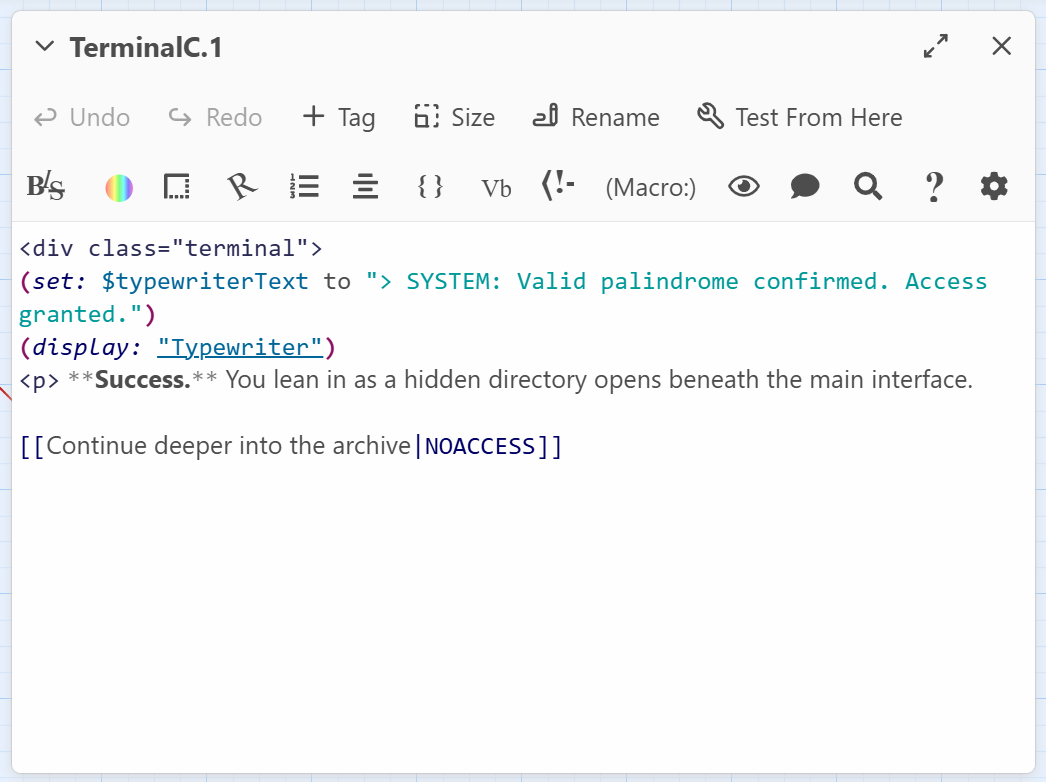 TerminalC.1
Undo Redo + Tag Size Rename Test From Here
B/S { } Vb (!- (Macro:) ?
<div class="terminal">
(set: $typewriterText to "> SYSTEM: Valid palindrome confirmed. Access
granted.")
(display: "Typewriter")
<p> **Success.** You lean in as a hidden directory opens beneath the main interface.
[[Continue deeper into the archive|NOACCESS]]